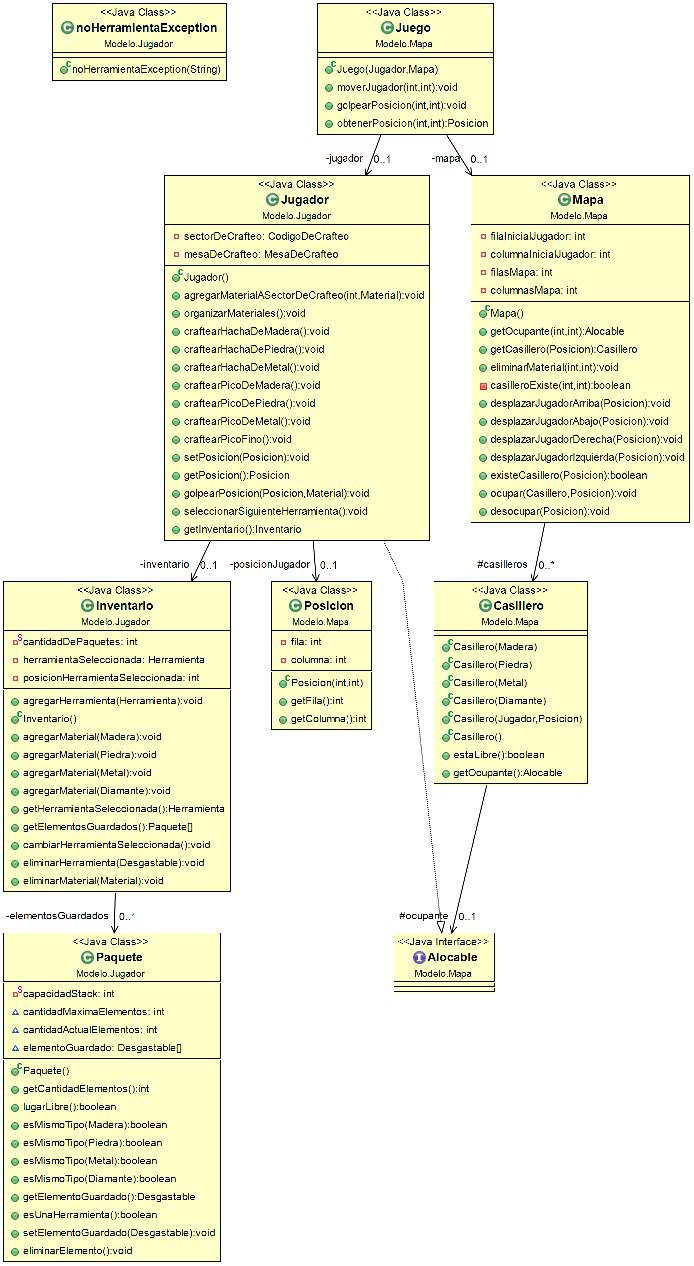 <<Java Class>>
noHerramientaException
Modelo.Jugador
noHerramientaException(String)
<<Java Class>>
Juego
Modelo.Mapa
Juego(Jugador,Mapa)
moverJugador(int,int):void
golpearPosicion(int,int):void
obtenerPosicion(int,int):Posicion
-jugador 0..1
-mapa 0..1
<<Java Class>>
Jugador
Modelo.Jugador
sectorDeCrafteo: CodigoDeCrafteo
mesaDeCrafteo: MesaDeCrafteo
Jugador()
agregarMaterialASectorDeCrafteo(int,Material):void
organizarMateriales():void
craftearHachaDeMadera():void
craftearHachaDePiedra():void
craftearHachaDeMetal():void
craftearPicoDeMadera():void
craftearPicoDePiedra():void
craftearPicoDeMetal():void
craftearPicoFino():void
setPosicion(Posicion):void
getPosicion():Posicion
golpearPosicion(Posicion,Material):void
seleccionarSiguienteHerramienta():void
getInventario():Inventario
<<Java Class>>
Mapa
Modelo.Mapa
filaInicialJugador: int
columnaInicialJugador: int
filasMapa: int
columnasMapa: int
Mapa()
getOcupante(int,int):Alocable
getCasillero(Posicion):Casillero
eliminarMaterial(int,int):void
casilleroExiste(int,int):boolean
desplazarJugadorArriba(Posicion):void
desplazarJugadorAbajo(Posicion):void
desplazarJugadorDerecha(Posicion):void
desplazarJugadorIzquierda(Posicion):void
existeCasillero(Posicion):boolean
ocupar(Casillero,Posicion):void
desocupar(Posicion):void
-inventario 0..1
-posicionJugador 0..1
#casilleros 0..*
<<Java Class>>
Inventario
Modelo.Jugador
cantidadDePaquetes: int
herramientaSeleccionada: Herramienta
posicionHerramientaSeleccionada: int
agregarHerramienta(Herramienta):void
Inventario()
agregarMaterial(Madera):void
agregarMaterial(Piedra):void
agregarMaterial(Metal):void
agregarMaterial(Diamante):void
getHerramientaSeleccionada():Herramienta
getElementosGuardados():Paquete[]
cambiarHerramientaSeleccionada():void
eliminarHerramienta(Desgastable):void
eliminarMaterial(Material):void
<<Java Class>>
Posicion
Modelo.Mapa
fila: int
columna: int
Posicion(int,int)
getFila():int
getColumna():int
<<Java Class>>
Casillero
Modelo.Mapa
Casillero(Madera)
Casillero(Piedra)
Casillero(Metal)
Casillero(Diamante)
Casillero(Jugador,Posicion)
Casillero()
estaLibre():boolean
getOcupante():Alocable
-elementosGuardados 0..*
#ocupante 0..1
<<Java Class>>
Paquete
Modelo.Jugador
capacidadStack: int
cantidadMaximaElementos: int
cantidadActualElementos: int
elementoGuardado: Desgastable[]
Paquete()
getCantidadElementos():int
lugarLibre():boolean
esMismoTipo(Madera):boolean
esMismoTipo(Piedra):boolean
esMismoTipo(Metal):boolean
esMismoTipo(Diamante):boolean
getElementoGuardado():Desgastable
esUnaHerramienta():boolean
setElementoGuardado(Desgastable):void
eliminarElemento():void
<<Java Interface>>
Alocable
Modelo.Mapa